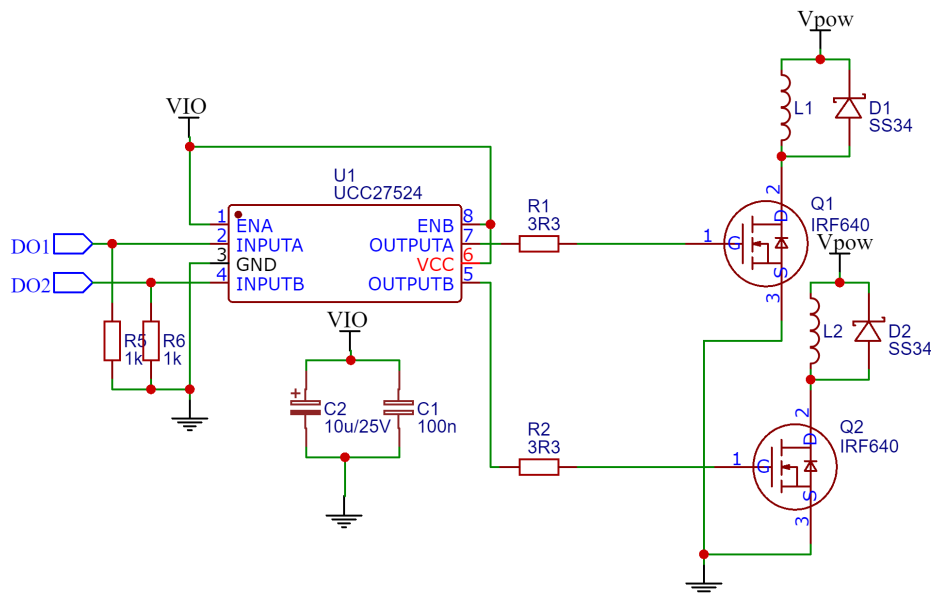 Vpow
L1
D1
SS34
VIO
U1
UCC27524
1
ENA
ENB
8
2
INPUTA
OUTPUTA
7
3
GND
VCC
6
4
INPUTB
OUTPUTB
5
DO1
DO2
R1
3R3
2
Q1
IRF640
D
1
G
S
3
Vpow
L2
D2
SS34
R5
1k
R6
1k
VIO
+
C2
10u/25V
C1
100n
R2
3R3
2
Q2
IRF640
D
1
G
S
3